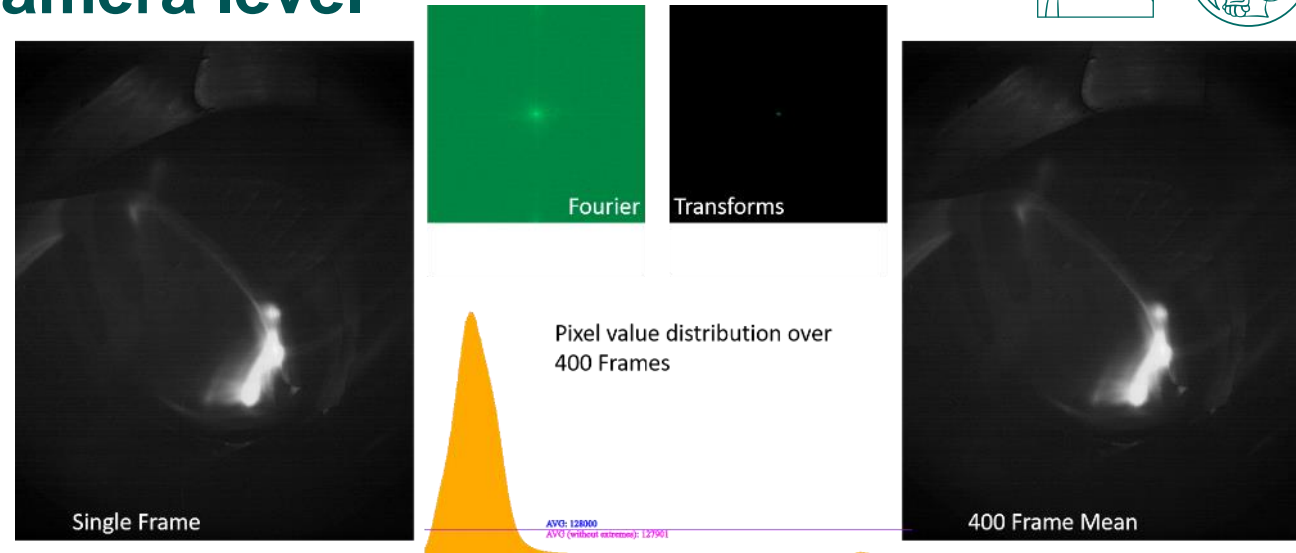 amera level
Fourier
Transforms
Pixel value distribution over
400 Frames
AVG: 128000
AVG (without extremes): 127901
Single Frame
400 Frame Mean